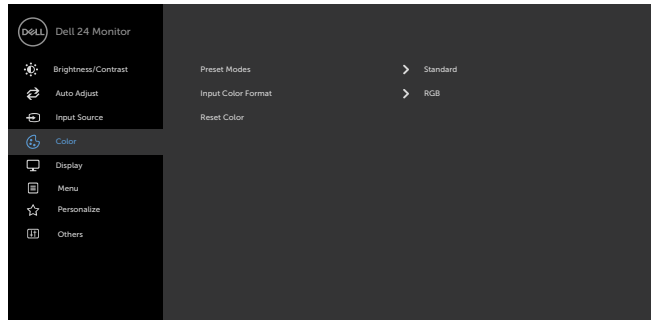 DELL Dell 24 Monitor
Brightness/Contrast Preset Modes Standard
Auto Adjust Input Color Format RGB
Input Source Reset Color
Color
Display
Menu
Personalize
Others